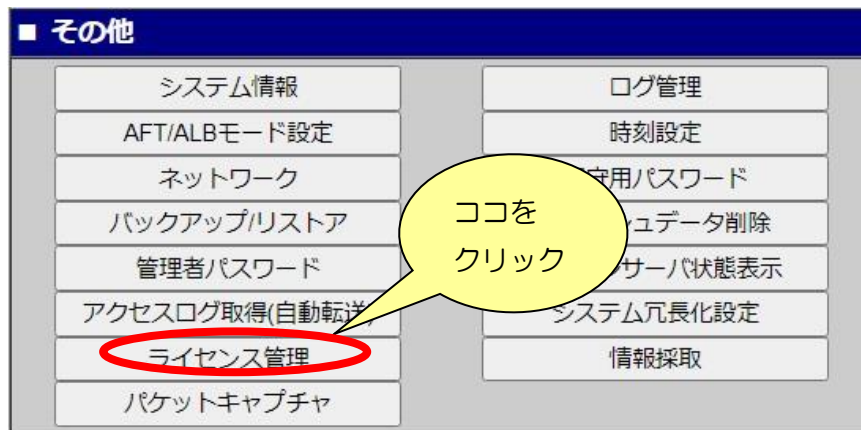 ■ その他
システム情報
ログ管理
AFT/ALBモード設定
時刻設定
ネットワーク
守用パスワード
バックアップ/リストア
ュデータ削除
管理者パスワード
サーバ状態表示
アクセスログ取得(自動転送)
システム冗長化設定
ライセンス管理
情報採取
パケットキャプチャ
ココを
クリック